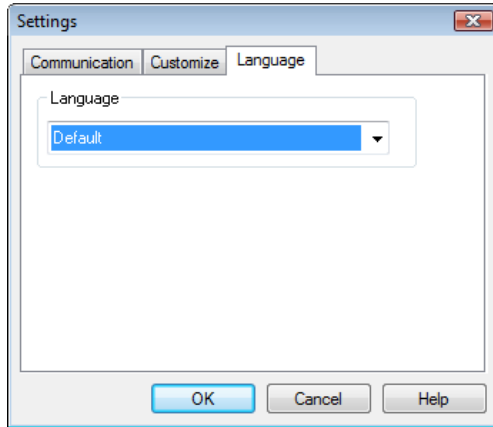 Settings
Communication Customize Language
Language
Default
OK Cancel Help